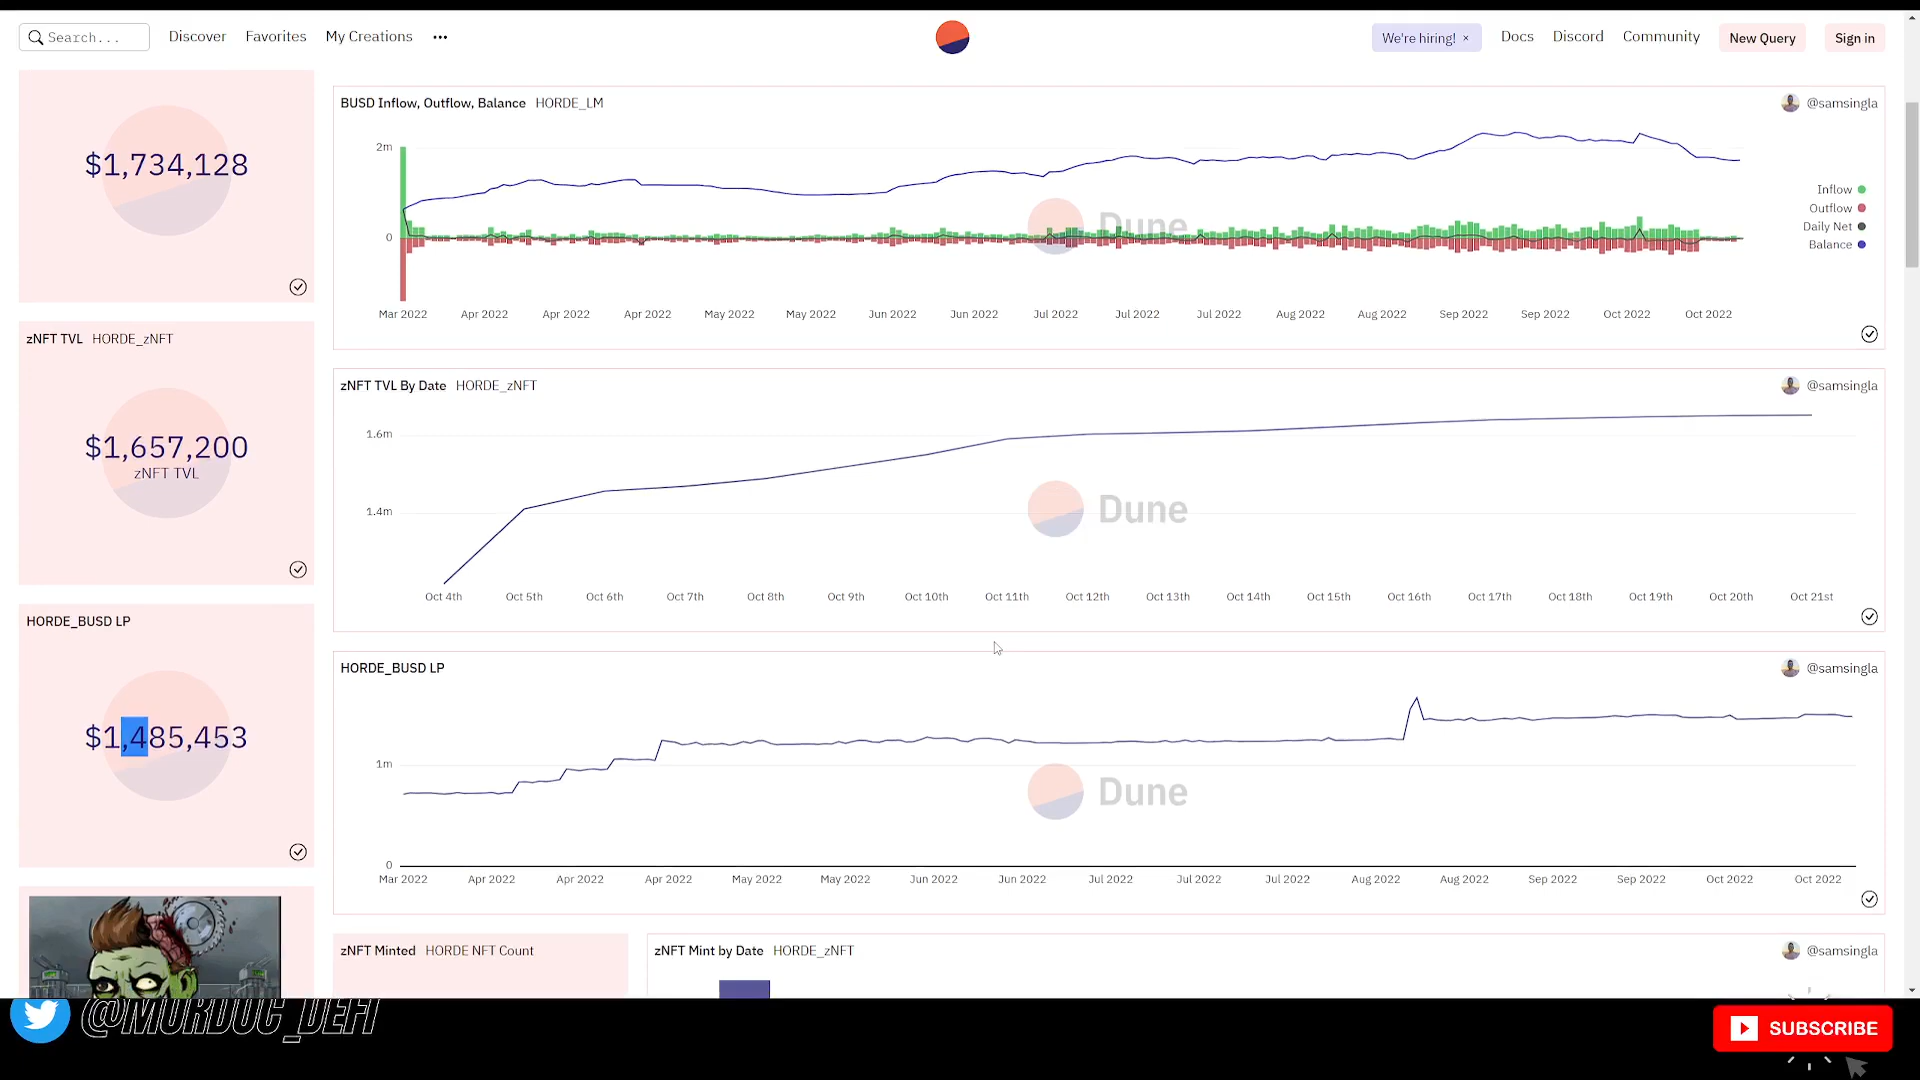 Search...
Discover
Favorites
My Creations
We're hiring! ×
Docs
Discord
Community
New Query
Sign in
$1,734,128
BUSD Inflow, Outflow, Balance HORDE_LM
@samsingla
2m
0
Dune
Inflow
Outflow
Daily Net
Balance
Mar 2022 Apr 2022 Apr 2022 Apr 2022 May 2022 May 2022 Jun 2022 Jun 2022 Jul 2022 Jul 2022 Jul 2022 Aug 2022 Aug 2022 Sep 2022 Sep 2022 Oct 2022 Oct 2022
zNFT TVL HORDE_zNFT
$1,657,200
zNFT TVL
zNFT TVL By Date HORDE_zNFT
@samsingla
1.6m
1.4m
Dune
Oct 4th Oct 5th Oct 6th Oct 7th Oct 8th Oct 9th Oct 10th Oct 11th Oct 12th Oct 13th Oct 14th Oct 15th Oct 16th Oct 17th Oct 18th Oct 19th Oct 20th Oct 21st
HORDE_BUSD LP
$1,485,453
HORDE_BUSD LP
@samsingla
1m
0
Dune
Mar 2022 Apr 2022 Apr 2022 Apr 2022 May 2022 May 2022 Jun 2022 Jun 2022 Jul 2022 Jul 2022 Jul 2022 Aug 2022 Aug 2022 Sep 2022 Sep 2022 Oct 2022 Oct 2022
zNFT Minted HORDE NFT Count
zNFT Mint by Date HORDE_zNFT
@samsingla
@MURDOC_DEFI
SUBSCRIBE